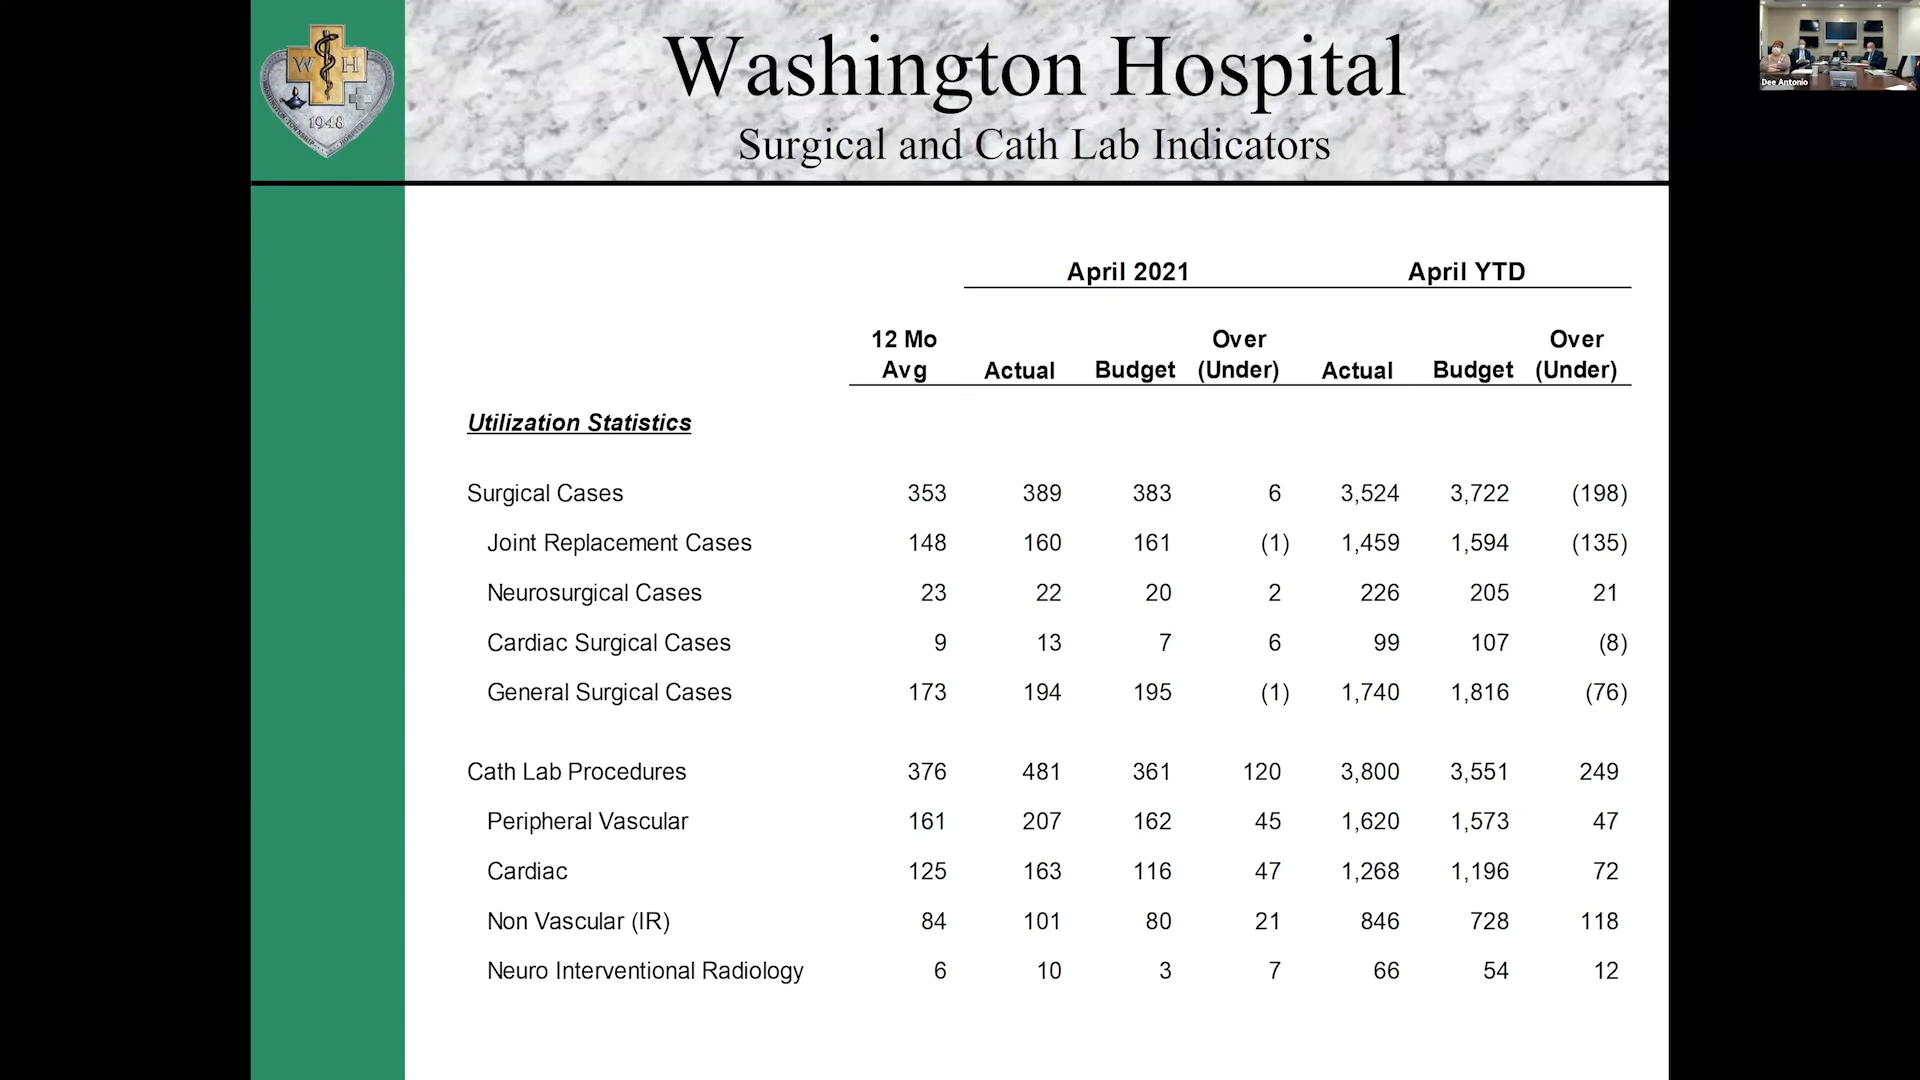 Washington Hospital
Surgical and Cath Lab Indicators
W H
1948
Dee Antonio
April 2021 April YTD
12 Mo Over Over
Avg Actual Budget (Under) Actual Budget (Under)
Utilization Statistics
Surgical Cases 353 389 383 6 3,524 3,722 (198)
Joint Replacement Cases 148 160 161 (1) 1,459 1,594 (135)
Neurosurgical Cases 23 22 20 2 226 205 21
Cardiac Surgical Cases 9 13 7 6 99 107 (8)
General Surgical Cases 173 194 195 (1) 1,740 1,816 (76)
Cath Lab Procedures 376 481 361 120 3,800 3,551 249
Peripheral Vascular 161 207 162 45 1,620 1,573 47
Cardiac 125 163 116 47 1,268 1,196 72
Non Vascular (IR) 84 101 80 21 846 728 118
Neuro Interventional Radiology 6 10 3 7 66 54 12